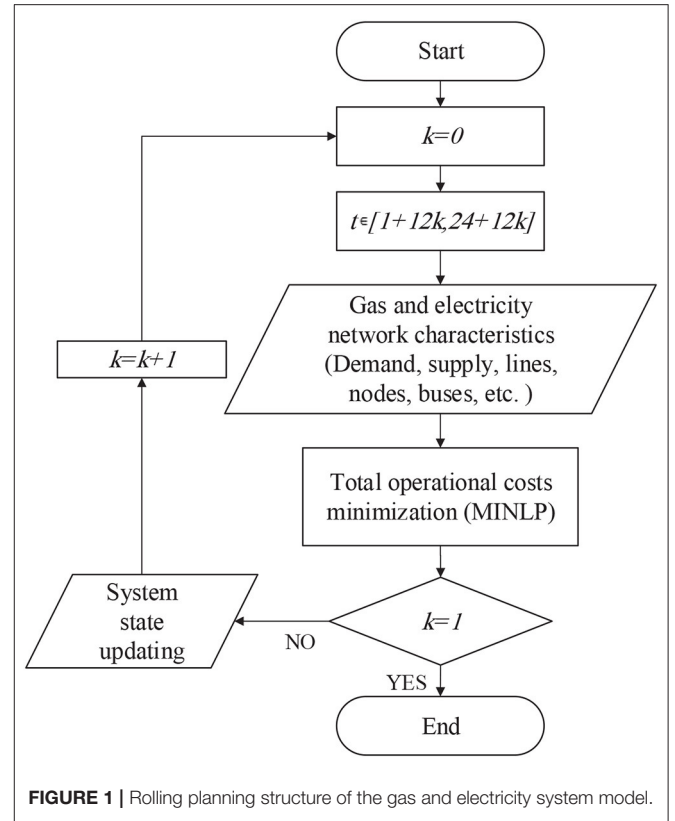 Start
k=0
t∈[1+12k,24+12k]
Gas and electricity
network characteristics
(Demand, supply, lines,
nodes, buses, etc. )
k=k+1
Total operational costs
minimization (MINLP)
System
state
updating
k=1
NO
YES
End
FIGURE 1 | Rolling planning structure of the gas and electricity system model.